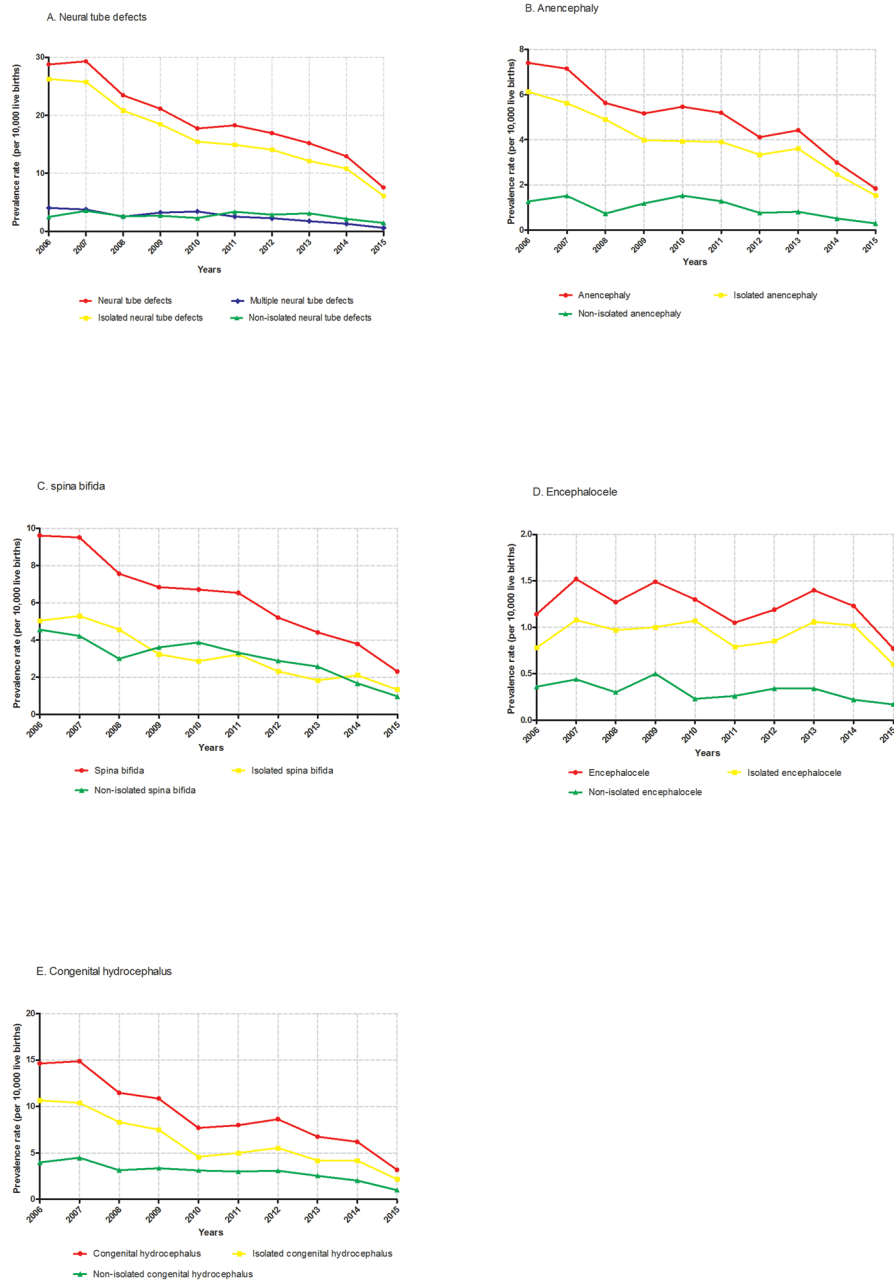 A. Neural tube defects
Prevalence rate (per 10,000 live births)
30
20
10
0
2006 2007 2008 2009 2010 2011 2012 2013 2014 2015
Years
Neural tube defects Multiple neural tube defects
Isolated neural tube defects Non-isolated neural tube defects
B. Anencephaly
Prevalence rate (per 10,000 live births)
8
6
4
2
0
2006 2007 2008 2009 2010 2011 2012 2013 2014 2015
Years
Anencephaly Isolated anencephaly
Non-isolated anencephaly
C. spina bifida
Prevalence rate (per 10,000 live births)
10
8
6
4
2
0
2006 2007 2008 2009 2010 2011 2012 2013 2014 2015
Years
Spina bifida Isolated spina bifida
Non-isolated spina bifida
D. Encephalocele
Prevalence rate (per 10,000 live births)
2.0
1.5
1.0
0.5
0.0
2006 2007 2008 2009 2010 2011 2012 2013 2014 2015
Years
Encephalocele Isolated encephalocele
Non-isolated encephalocele
E. Congenital hydrocephalus
Prevalence rate (per 10,000 live births)
20
15
10
5
0
2006 2007 2008 2009 2010 2011 2012 2013 2014 2015
Years
Congenital hydrocephalus Isolated congenital hydrocephalus
Non-isolated congenital hydrocephalus